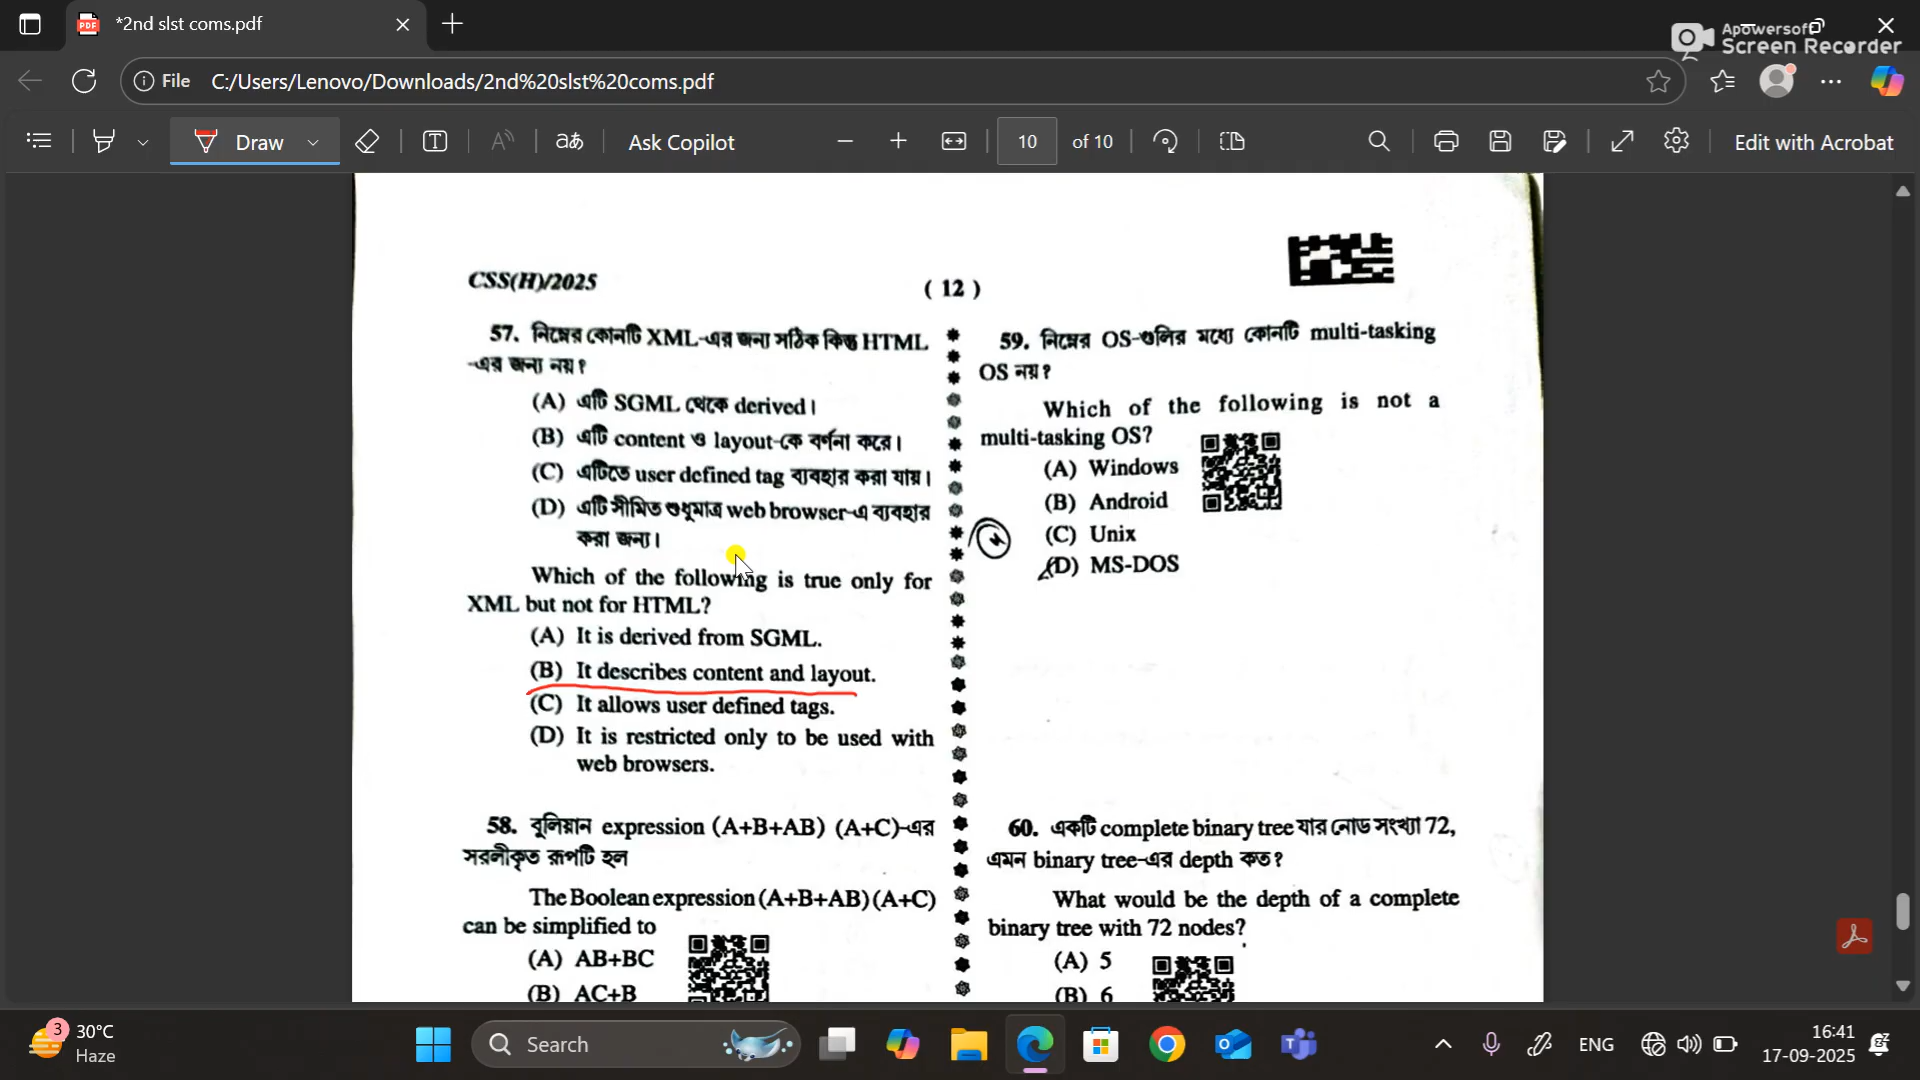 *2nd slst coms.pdf
Apowersoft
Screen Recorder
File C:/Users/Lenovo/Downloads/2nd%20slst%20coms.pdf
Draw
aあ
Ask Copilot
10 of 10
Edit with Acrobat
CSS(H)/2025
( 12 )
57. নিম্নের কোনটি XML-এর জন্য সঠিক কিন্তু HTML
-এর জন্য নয়?
(A) এটি SGML থেকে derived।
(B) এটি content ও layout-কে বর্ণনা করে।
(C) এটিতে user defined tag ব্যবহার করা যায়।
(D) এটি সীমিত শুধুমাত্র web browser-এ ব্যবহার
করা জন্য।
Which of the following is true only for
XML but not for HTML?
(A) It is derived from SGML.
(B) It describes content and layout.
(C) It allows user defined tags.
(D) It is restricted only to be used with
web browsers.
58. বুলিয়ান expression (A+B+AB) (A+C)-এর
সরলীকৃত রূপটি হল
The Boolean expression (A+B+AB) (A+C)
can be simplified to
(A) AB+BC
(B) AC+B
59. নিম্নের OS-গুলির মধ্যে কোনটি multi-tasking
OS নয়?
Which of the following is not a
multi-tasking OS?
(A) Windows
(B) Android
(C) Unix
(D) MS-DOS
60. একটি complete binary tree যার নোড সংখ্যা 72,
এমন binary tree-এর depth কত?
What would be the depth of a complete
binary tree with 72 nodes?
(A) 5
(B) 6
3
30°C
Haze
Search
ENG
16:41
17-09-2025